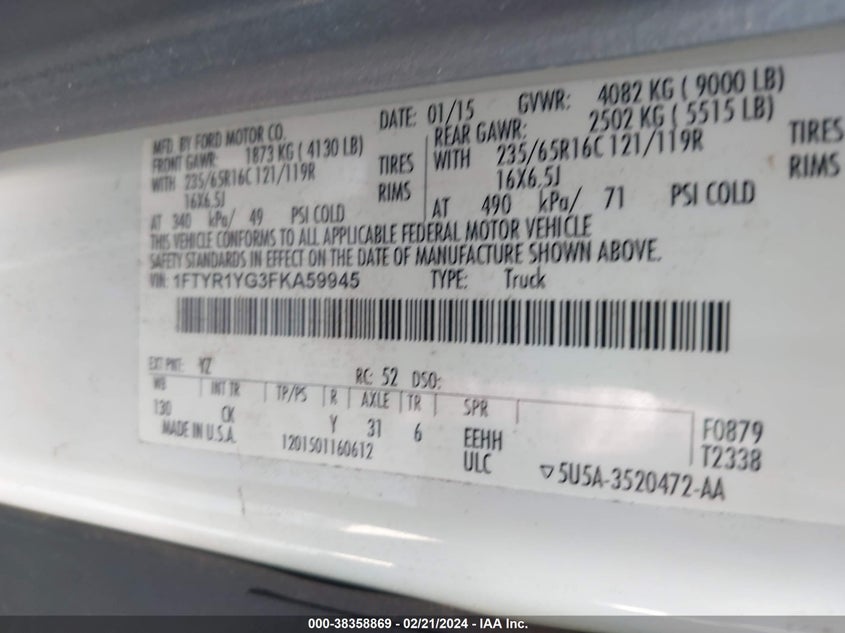 MFD. BY FORD MOTOR CO. DATE: 01/15 GVWR: 4082 KG ( 9000 LB)
FRONT GAWR: 1873 KG ( 4130 LB) REAR GAWR: 2502 KG ( 5515 LB)
WITH 235/65R16C 121/119R TIRES WITH 235/65R16C 121/119R TIRES
16X6.5J RIMS 16X6.5J RIMS
AT 340 kPa/ 49 PSI COLD AT 490 kPa/ 71 PSI COLD
THIS VEHICLE CONFORMS TO ALL APPLICABLE FEDERAL MOTOR VEHICLE
SAFETY STANDARDS IN EFFECT ON THE DATE OF MANUFACTURE SHOWN ABOVE.
VIN: 1FTYR1YG3FKA59945 TYPE: Truck
EXT PNT: YZ RC: 52 DSO:
WB INT TR TP/PS R AXLE TR SPR
130 CK Y 31 6 EEHH F0879
MADE IN U.S.A. 1201501160612 ULC T2338
▽5U5A-3520472-AA
000-38358869 - 02/21/2024 - IAA Inc.